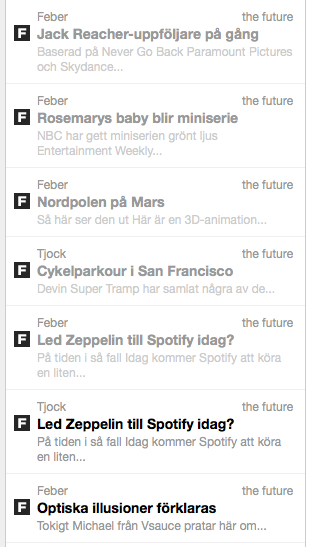 Feber the future
F Jack Reacher-uppföljare på gång
Baserad på Never Go Back Paramount Pictures
och Skydance...
Feber the future
F Rosemarys baby blir miniserie
NBC har gett miniserien grönt ljus
Entertainment Weekly...
Feber the future
F Nordpolen på Mars
Så här ser den ut Här är en 3D-animation...
Tjock the future
F Cykelparkour i San Francisco
Devin Super Tramp har samlat några av de...
Feber the future
F Led Zeppelin till Spotify idag?
På tiden i så fall Idag kommer Spotify att köra
en liten...
Tjock the future
F Led Zeppelin till Spotify idag?
På tiden i så fall Idag kommer Spotify att köra
en liten...
Feber the future
F Optiska illusioner förklaras
Tokigt Michael från Vsauce pratar här om...